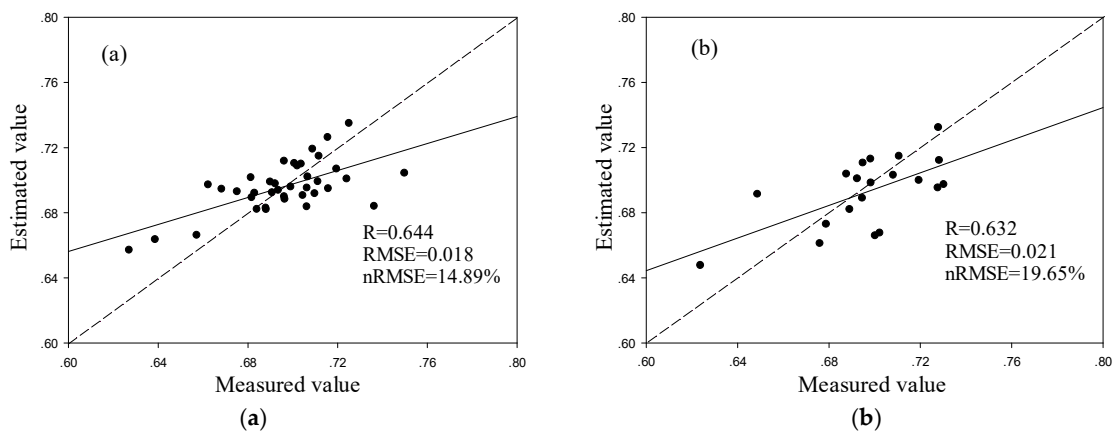 (a)
.80
.76
.72
.68
.64
.60
Estimated value
R=0.644
RMSE=0.018
nRMSE=14.89%
.60 .64 .68 .72 .76 .80
Measured value
(a)
(b)
.80
.76
.72
.68
.64
.60
Estimated value
R=0.632
RMSE=0.021
nRMSE=19.65%
.60 .64 .68 .72 .76 .80
Measured value
(b)